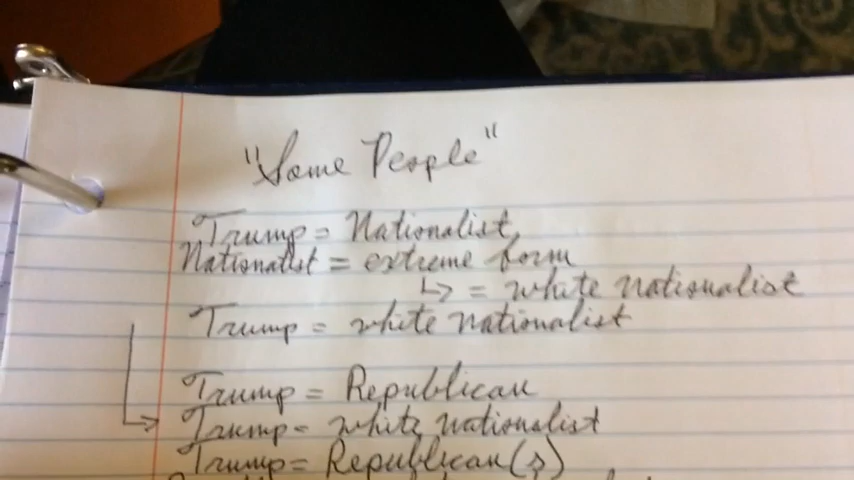 "Some People"
Trump = Nationalist,
Nationalist = extreme form
↳ = white nationalist
Trump = white nationalist
Trump = Republican
Trump = white nationalist
Trump = Republican(s)